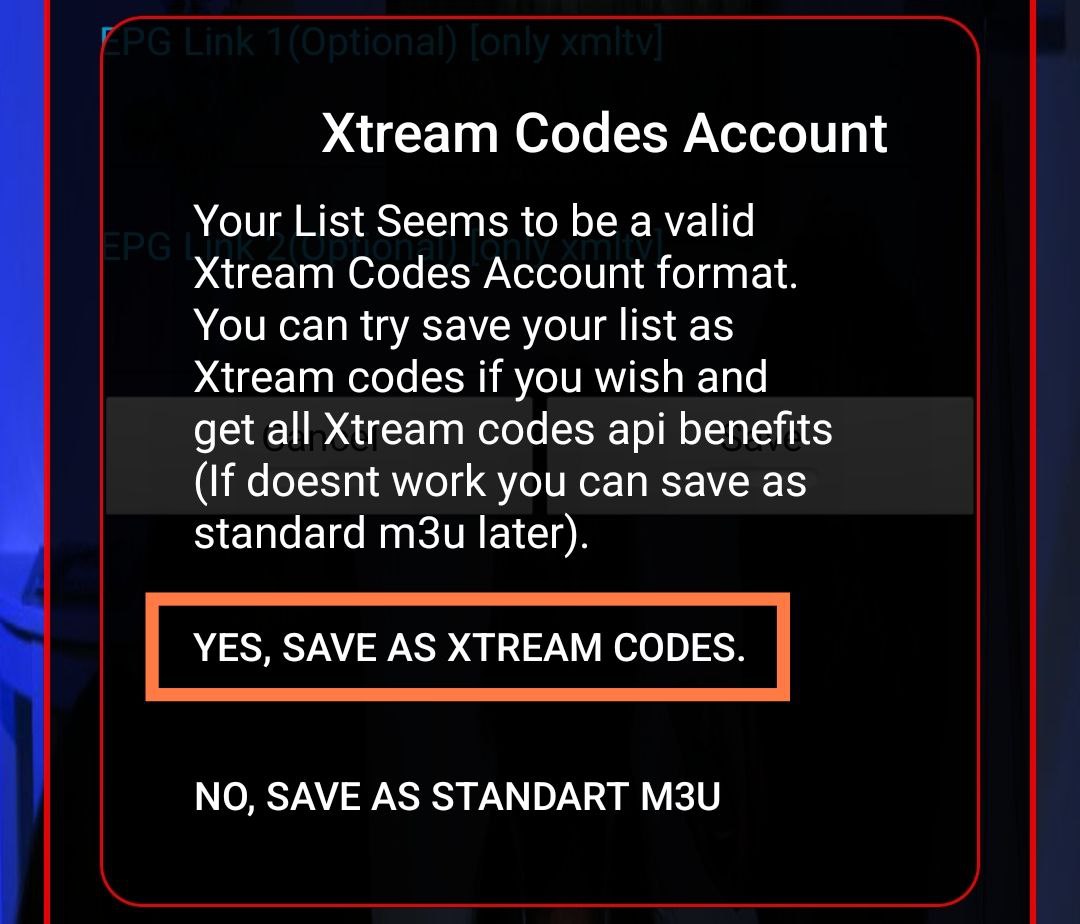 EPG Link 1(Optional) [only xmltv]
Xtream Codes Account
Your List Seems to be a valid
EPG Link 2(Optional) [only xmltv]
Xtream Codes Account format.
You can try save your list as
Xtream codes if you wish and
get all Xtream codes api benefits
Cancel Save
(If doesnt work you can save as
standard m3u later).
YES, SAVE AS XTREAM CODES.
NO, SAVE AS STANDART M3U